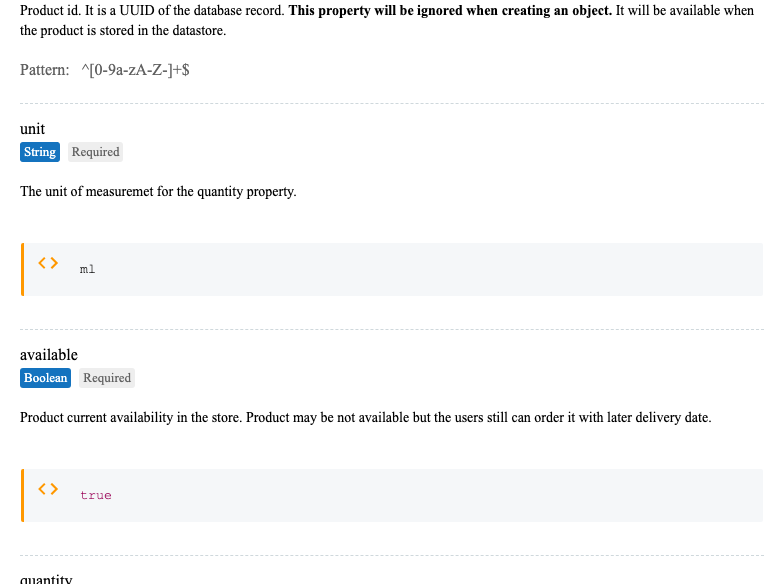 Product id. It is a UUID of the database record. This property will be ignored when creating an object. It will be available when
the product is stored in the datastore.
Pattern: ^[0-9a-zA-Z-]+$
unit
String Required
The unit of measuremet for the quantity property.
<> ml
available
Boolean Required
Product current availability in the store. Product may be not available but the users still can order it with later delivery date.
<> true
quantity